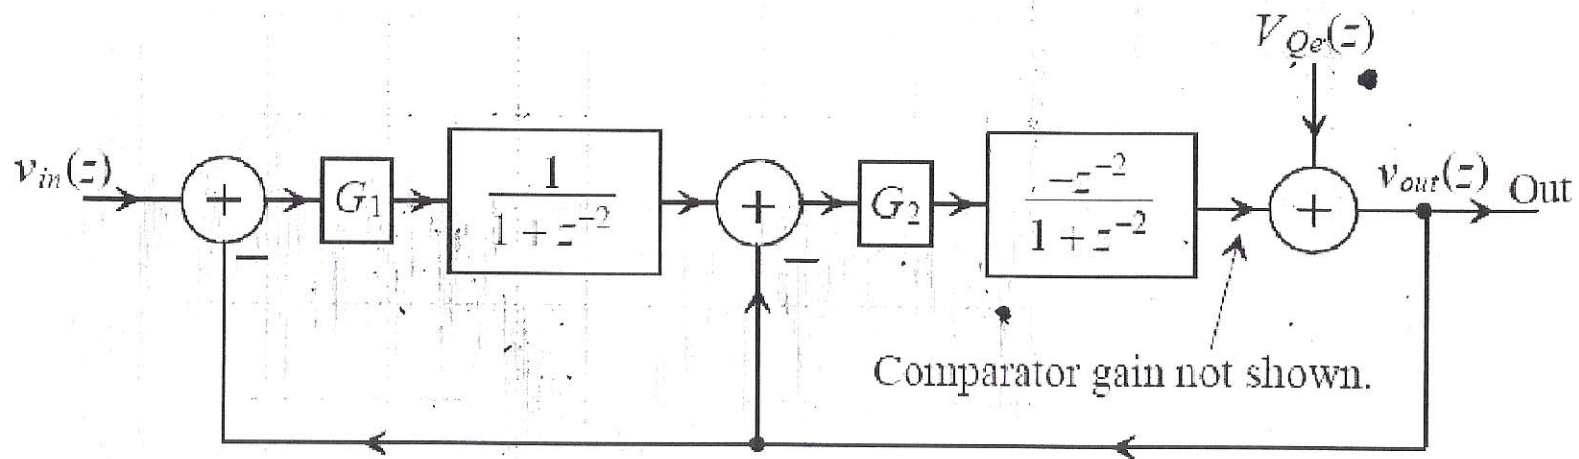 V_Qe(z)
v_in(z)
+
G_1
1
1 + z^-2
+
G_2
-z^-2
1 + z^-2
+
v_out(z) Out
−
−
Comparator gain not shown.